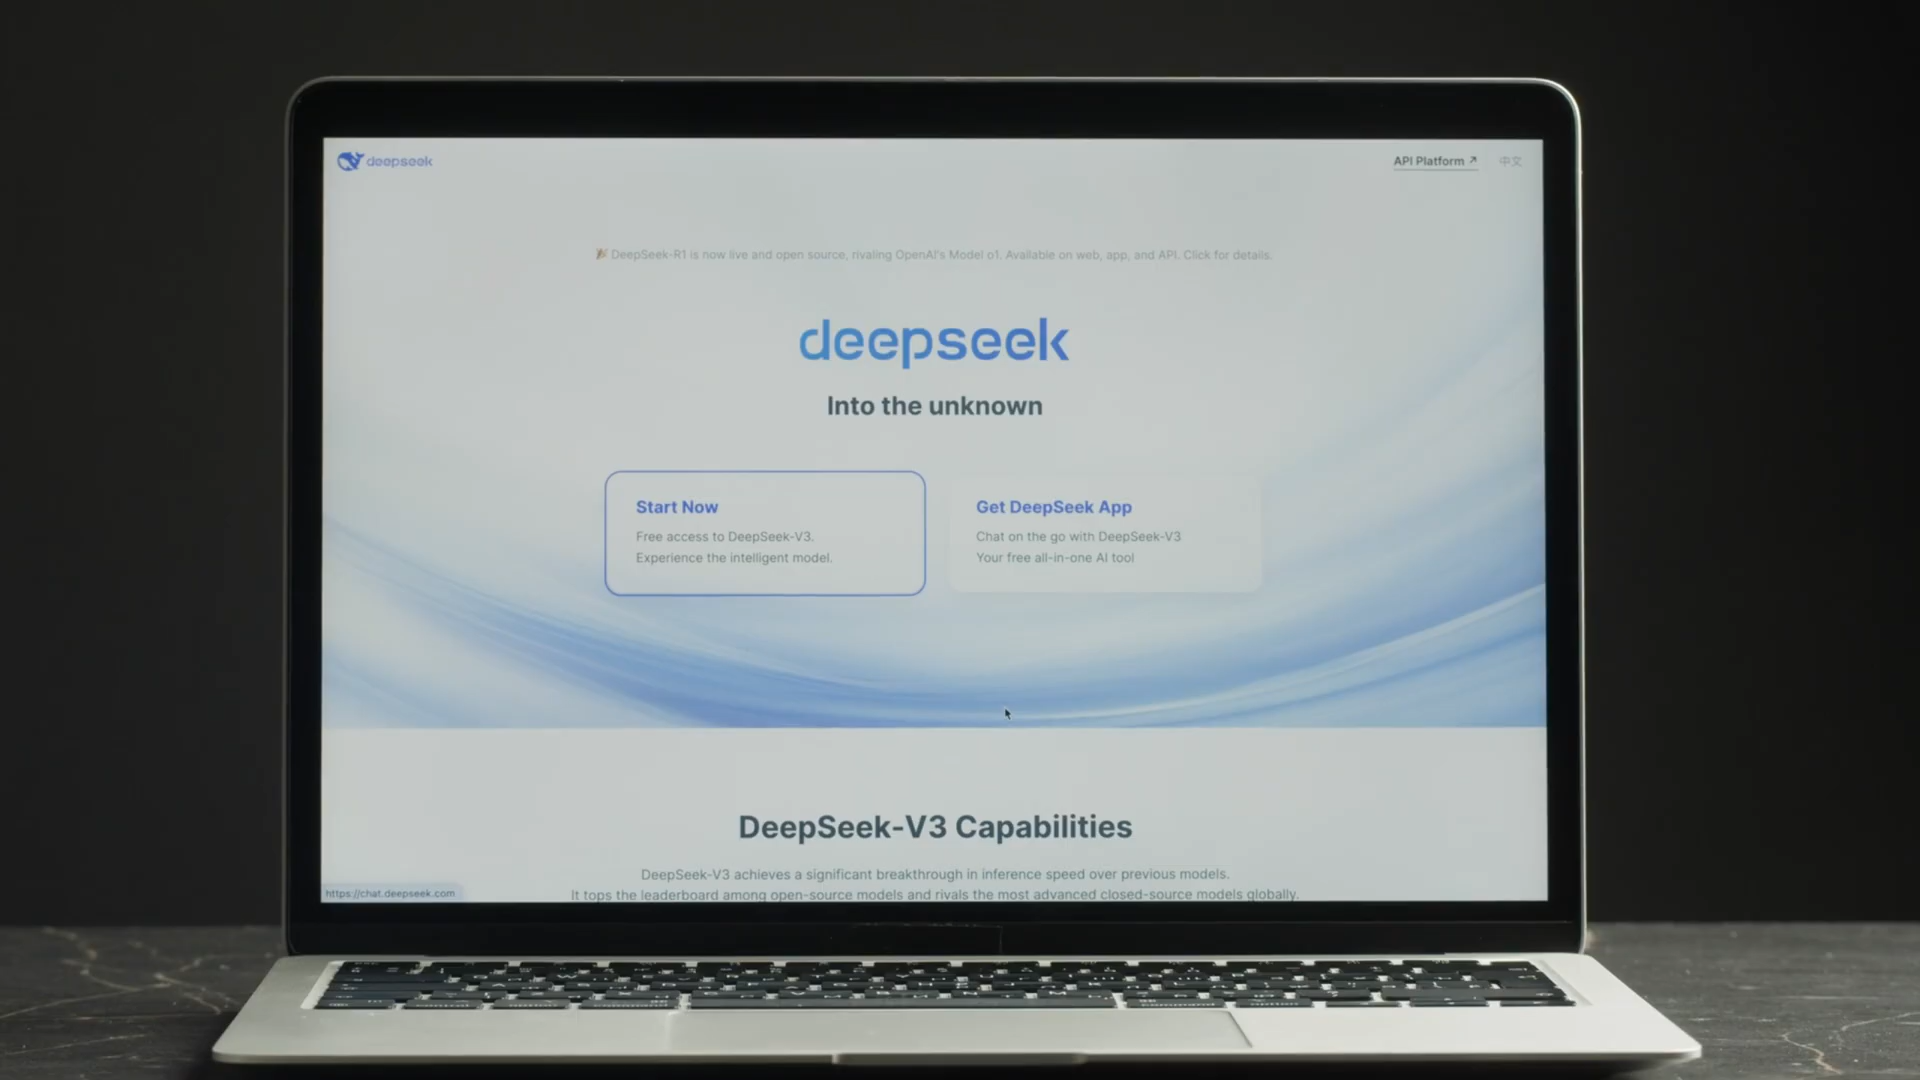 deepseek
API Platform ↗ 中文
🎉 DeepSeek-R1 is now live and open source, rivaling OpenAI's Model o1. Available on web, app, and API. Click for details.
deepseek
Into the unknown
Start Now
Free access to DeepSeek-V3.
Experience the intelligent model.
Get DeepSeek App
Chat on the go with DeepSeek-V3
Your free all-in-one AI tool
DeepSeek-V3 Capabilities
DeepSeek-V3 achieves a significant breakthrough in inference speed over previous models.
It tops the leaderboard among open-source models and rivals the most advanced closed-source models globally.
https://chat.deepseek.com